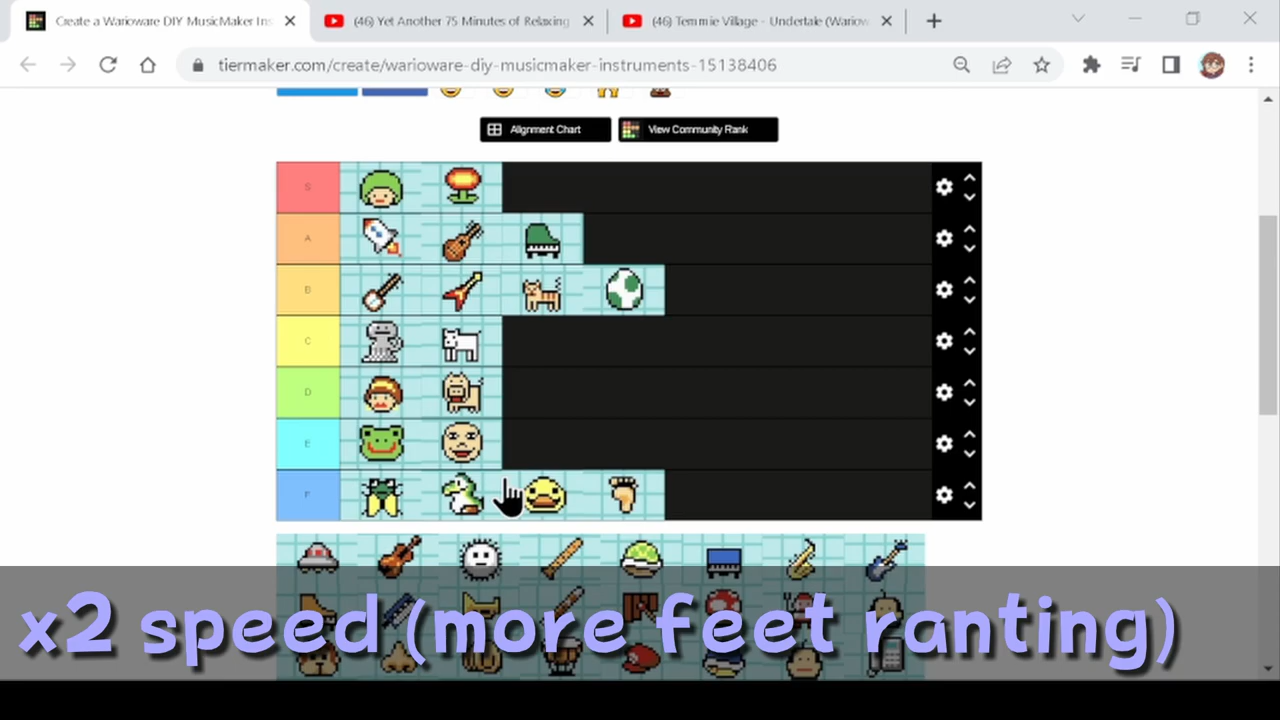 Create a Warioware DIY MusicMaker Ins
(46) Yet Another 75 Minutes of Relaxing
(46) Temmie Village - Undertale (Wariow
tiermaker.com/create/warioware-diy-musicmaker-instruments-15138406
Alignment Chart
View Community Rank
S
A
B
C
D
E
F
x2 speed (more feet ranting)